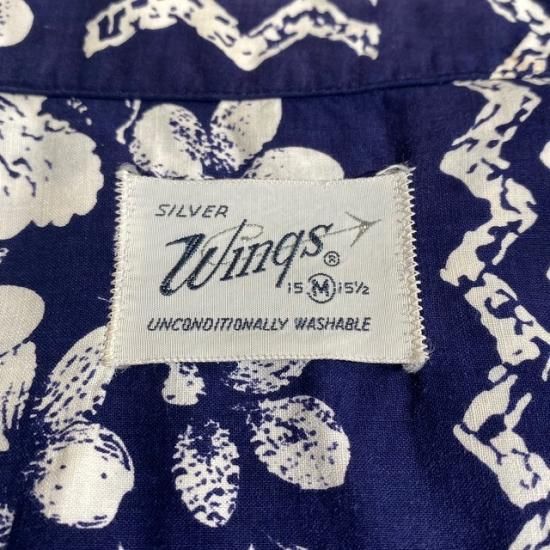 SILVER
Wings®
15 M 15½
UNCONDITIONALLY WASHABLE